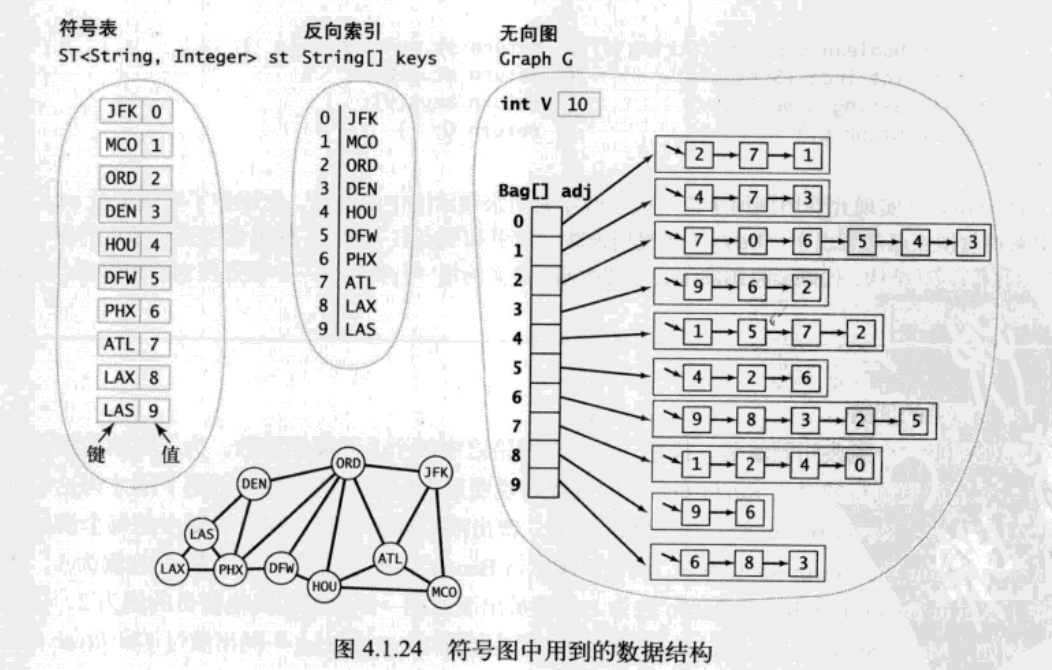 符号表
ST<String, Integer> st
JFK 0
MCO 1
ORD 2
DEN 3
HOU 4
DFW 5
PHX 6
ATL 7
LAX 8
LAS 9
键 值
反向索引
String[] keys
0 JFK
1 MCO
2 ORD
3 DEN
4 HOU
5 DFW
6 PHX
7 ATL
8 LAX
9 LAS
无向图
Graph G
int V 10
Bag[] adj
0
1
2
3
4
5
6
7
8
9
2 7 1
4 7 3
7 0 6 5 4 3
9 6 2
1 5 7 2
4 2 6
9 8 3 2 5
1 2 4 0
9 6
6 8 3
ORD
JFK
DEN
LAS
LAX
PHX
DFW
HOU
ATL
MCO
图 4.1.24 符号图中用到的数据结构